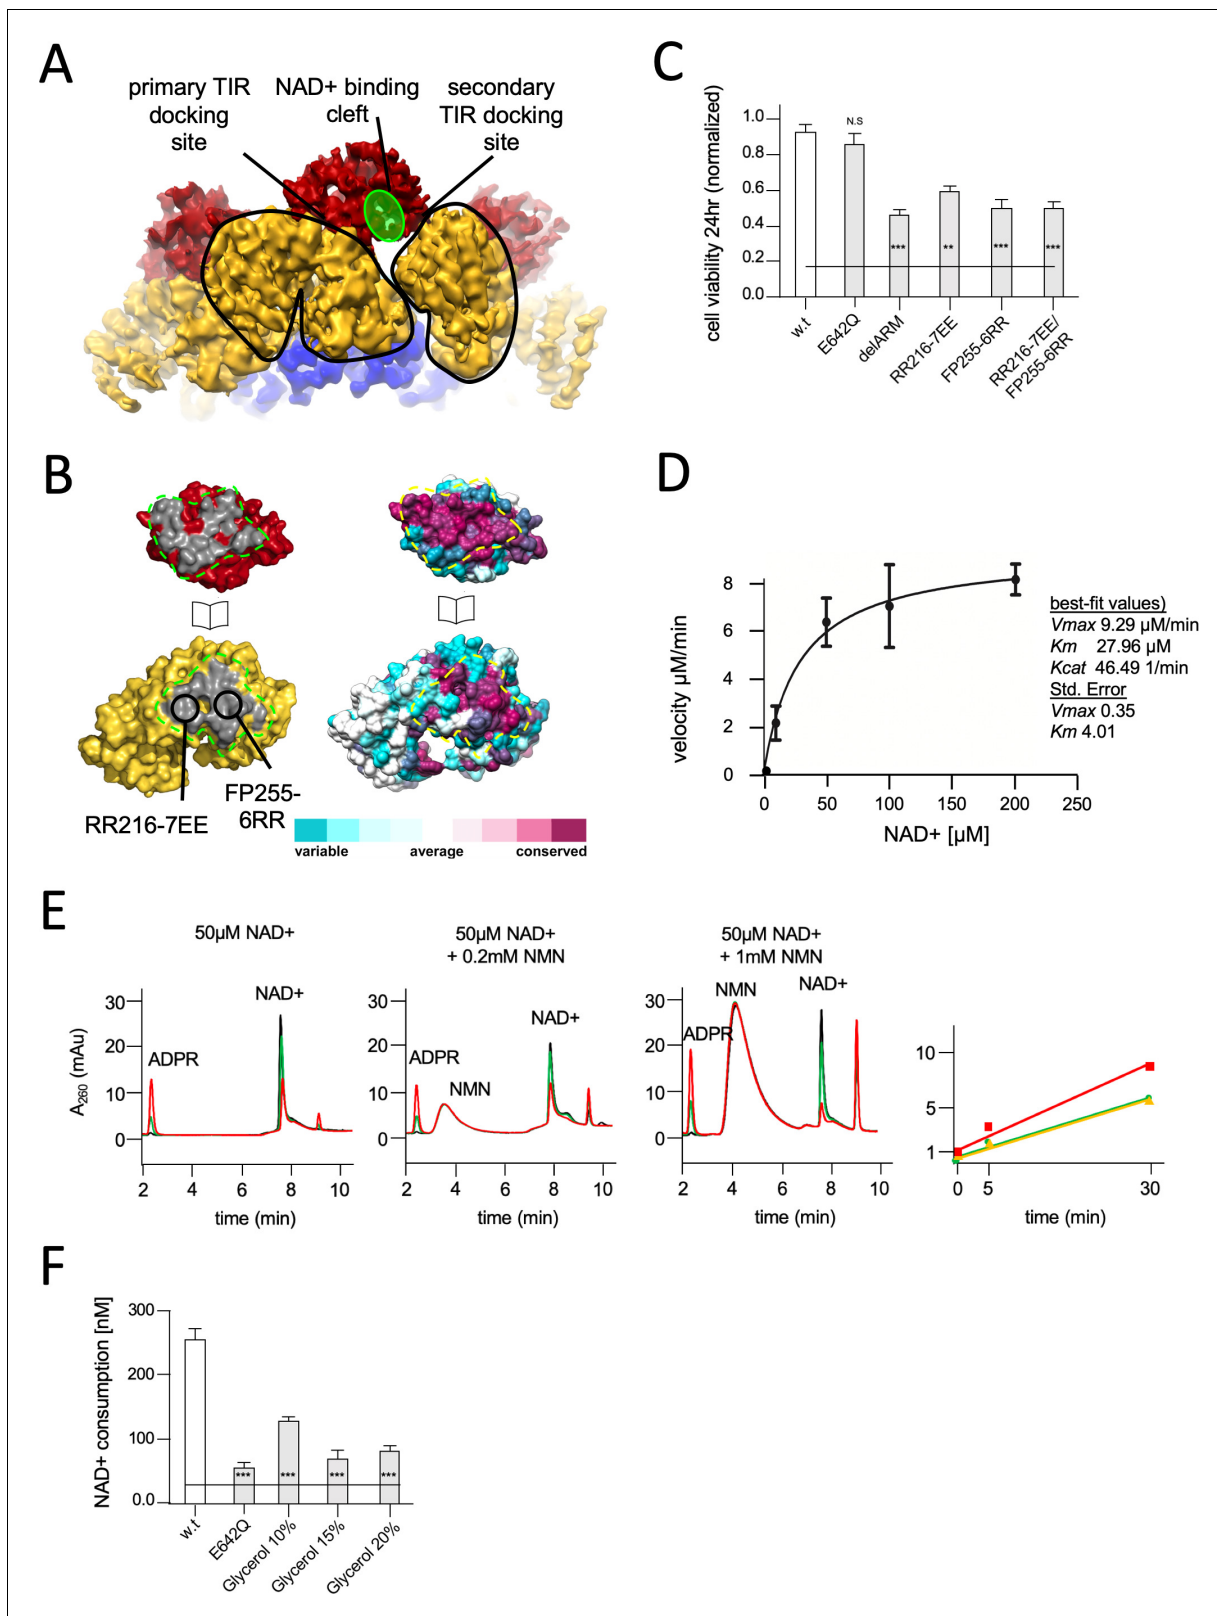 A
primary TIR
docking
site
NAD+ binding
cleft
secondary
TIR docking
site
B
RR216-7EE
FP255-
6RR
variable
average
conserved
C
cell viability 24hr (normalized)
1.0
0.8
0.6
0.4
0.2
0.0
N.S
***
**
***
***
w.t
E642Q
delARM
RR216-7EE
FP255-6RR
RR216-7EE/
FP255-6RR
D
velocity µM/min
8
6
4
2
0
0
50
100
150
200
250
NAD+ [µM]
best-fit values)
Vmax 9.29 µM/min
Km 27.96 µM
Kcat 46.49 1/min
Std. Error
Vmax 0.35
Km 4.01
E
50µM NAD+
A260 (mAu)
30
20
10
0
ADPR
NAD+
2
4
6
8
10
time (min)
50µM NAD+
+ 0.2mM NMN
30
20
10
0
ADPR
NMN
NAD+
2
4
6
8
10
time (min)
50µM NAD+
+ 1mM NMN
30
20
10
0
ADPR
NMN
NAD+
2
4
6
8
10
time (min)
10
5
1
0
5
30
time (min)
F
NAD+ consumption [nM]
300
200
100
0.0
***
***
***
***
w.t
E642Q
Glycerol 10%
Glycerol 15%
Glycerol 20%